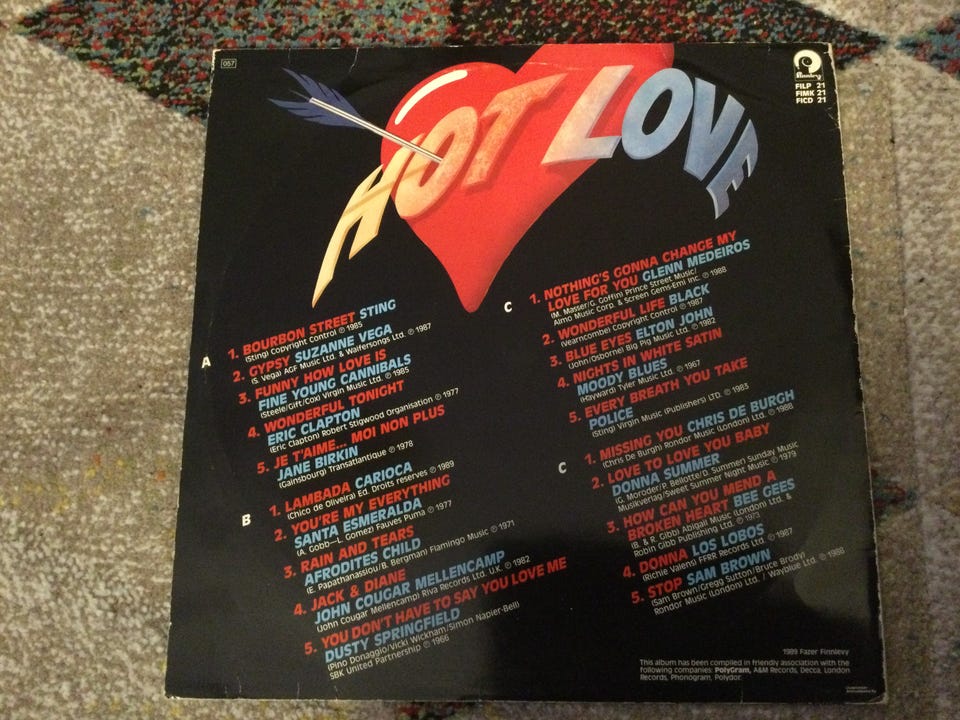 057
HOT LOVE
Finnlevy
FILP 21
FIMK 21
FICD 21
A
1. BOURBON STREET STING
(Sting) Copyright Control ℗ 1985
2. GYPSY SUZANNE VEGA
(S. Vega) AGF Music Ltd. & Waifersongs Ltd. ℗ 1987
3. FUNNY HOW LOVE IS
FINE YOUNG CANNIBALS
(Steele/Gift/Cox) Virgin Music Ltd. ℗ 1985
4. WONDERFUL TONIGHT
ERIC CLAPTON
(Eric Clapton) Robert Stigwood Organisation ℗ 1977
5. JE T'AIME... MOI NON PLUS
JANE BIRKIN
(Gainsbourg) Transatlantique ℗ 1978
B
1. LAMBADA CARIOCA
(Chico de Oliveira) Ed. Droits reserves ℗ 1989
2. YOU'RE MY EVERYTHING
SANTA ESMERALDA
(A. Gobb—L. Gomez) Fauves Puma ℗ 1977
3. RAIN AND TEARS
AFRODITES CHILD
(E. Papathanassiou/B. Bergman) Flamingo Music ℗ 1971
4. JACK & DIANE
JOHN COUGAR MELLENCAMP
(John Cougar Mellencamp) Riva Records Ltd. U.K. ℗ 1982
5. YOU DON'T HAVE TO SAY YOU LOVE ME
DUSTY SPRINGFIELD
(Pino Donaggio/Vicki Wickham/Simon Napier-Bell)
SBK United Partnership ℗ 1966
C
1. NOTHING'S GONNA CHANGE MY
LOVE FOR YOU GLENN MEDEIROS
(M. Masser/G. Goffin) Prince Street Music/
Almo Music Corp. & Screen Gems-Emi Inc. ℗ 1988
2. WONDERFUL LIFE BLACK
(Vearncombe) Copyright Control ℗ 1987
3. BLUE EYES ELTON JOHN
(John/Osborne) Big Pig Music Ltd. ℗ 1982
4. NIGHTS IN WHITE SATIN
MOODY BLUES
(Hayward) Tyler Music Ltd. ℗ 1967
5. EVERY BREATH YOU TAKE
POLICE
(Sting) Virgin Music (Publishers) LTD. ℗ 1983
C
1. MISSING YOU CHRIS DE BURGH
(Chris De Burgh) Rondor Music (London) Ltd. ℗ 1988
2. LOVE TO LOVE YOU BABY
DONNA SUMMER
(G. Moroder/P. Bellotte/D. Summer) Sunday Music
Musikverlag/Sweet Summer Night Music ℗ 1979
3. HOW CAN YOU MEND A
BROKEN HEART BEE GEES
(B. & R. Gibb) Abigail Music (London) Ltd. &
Robin Gibb Publishing Ltd. ℗
4. DONNA LOS LOBOS
(Richie Valens) FFRR Records Ltd ℗ 1987
5. STOP SAM BROWN
(Sam Brown/Gregg Sutton/Bruce Brody)
Rondor Music (London) Ltd. / Wayblue Ltd. ℗ 1988
1989 Fazer Finnlevy
This album has been compiled in friendly association with the
following companies: PolyGram, A&M Records, Decca, London
Records, Phonogram, Polydor.